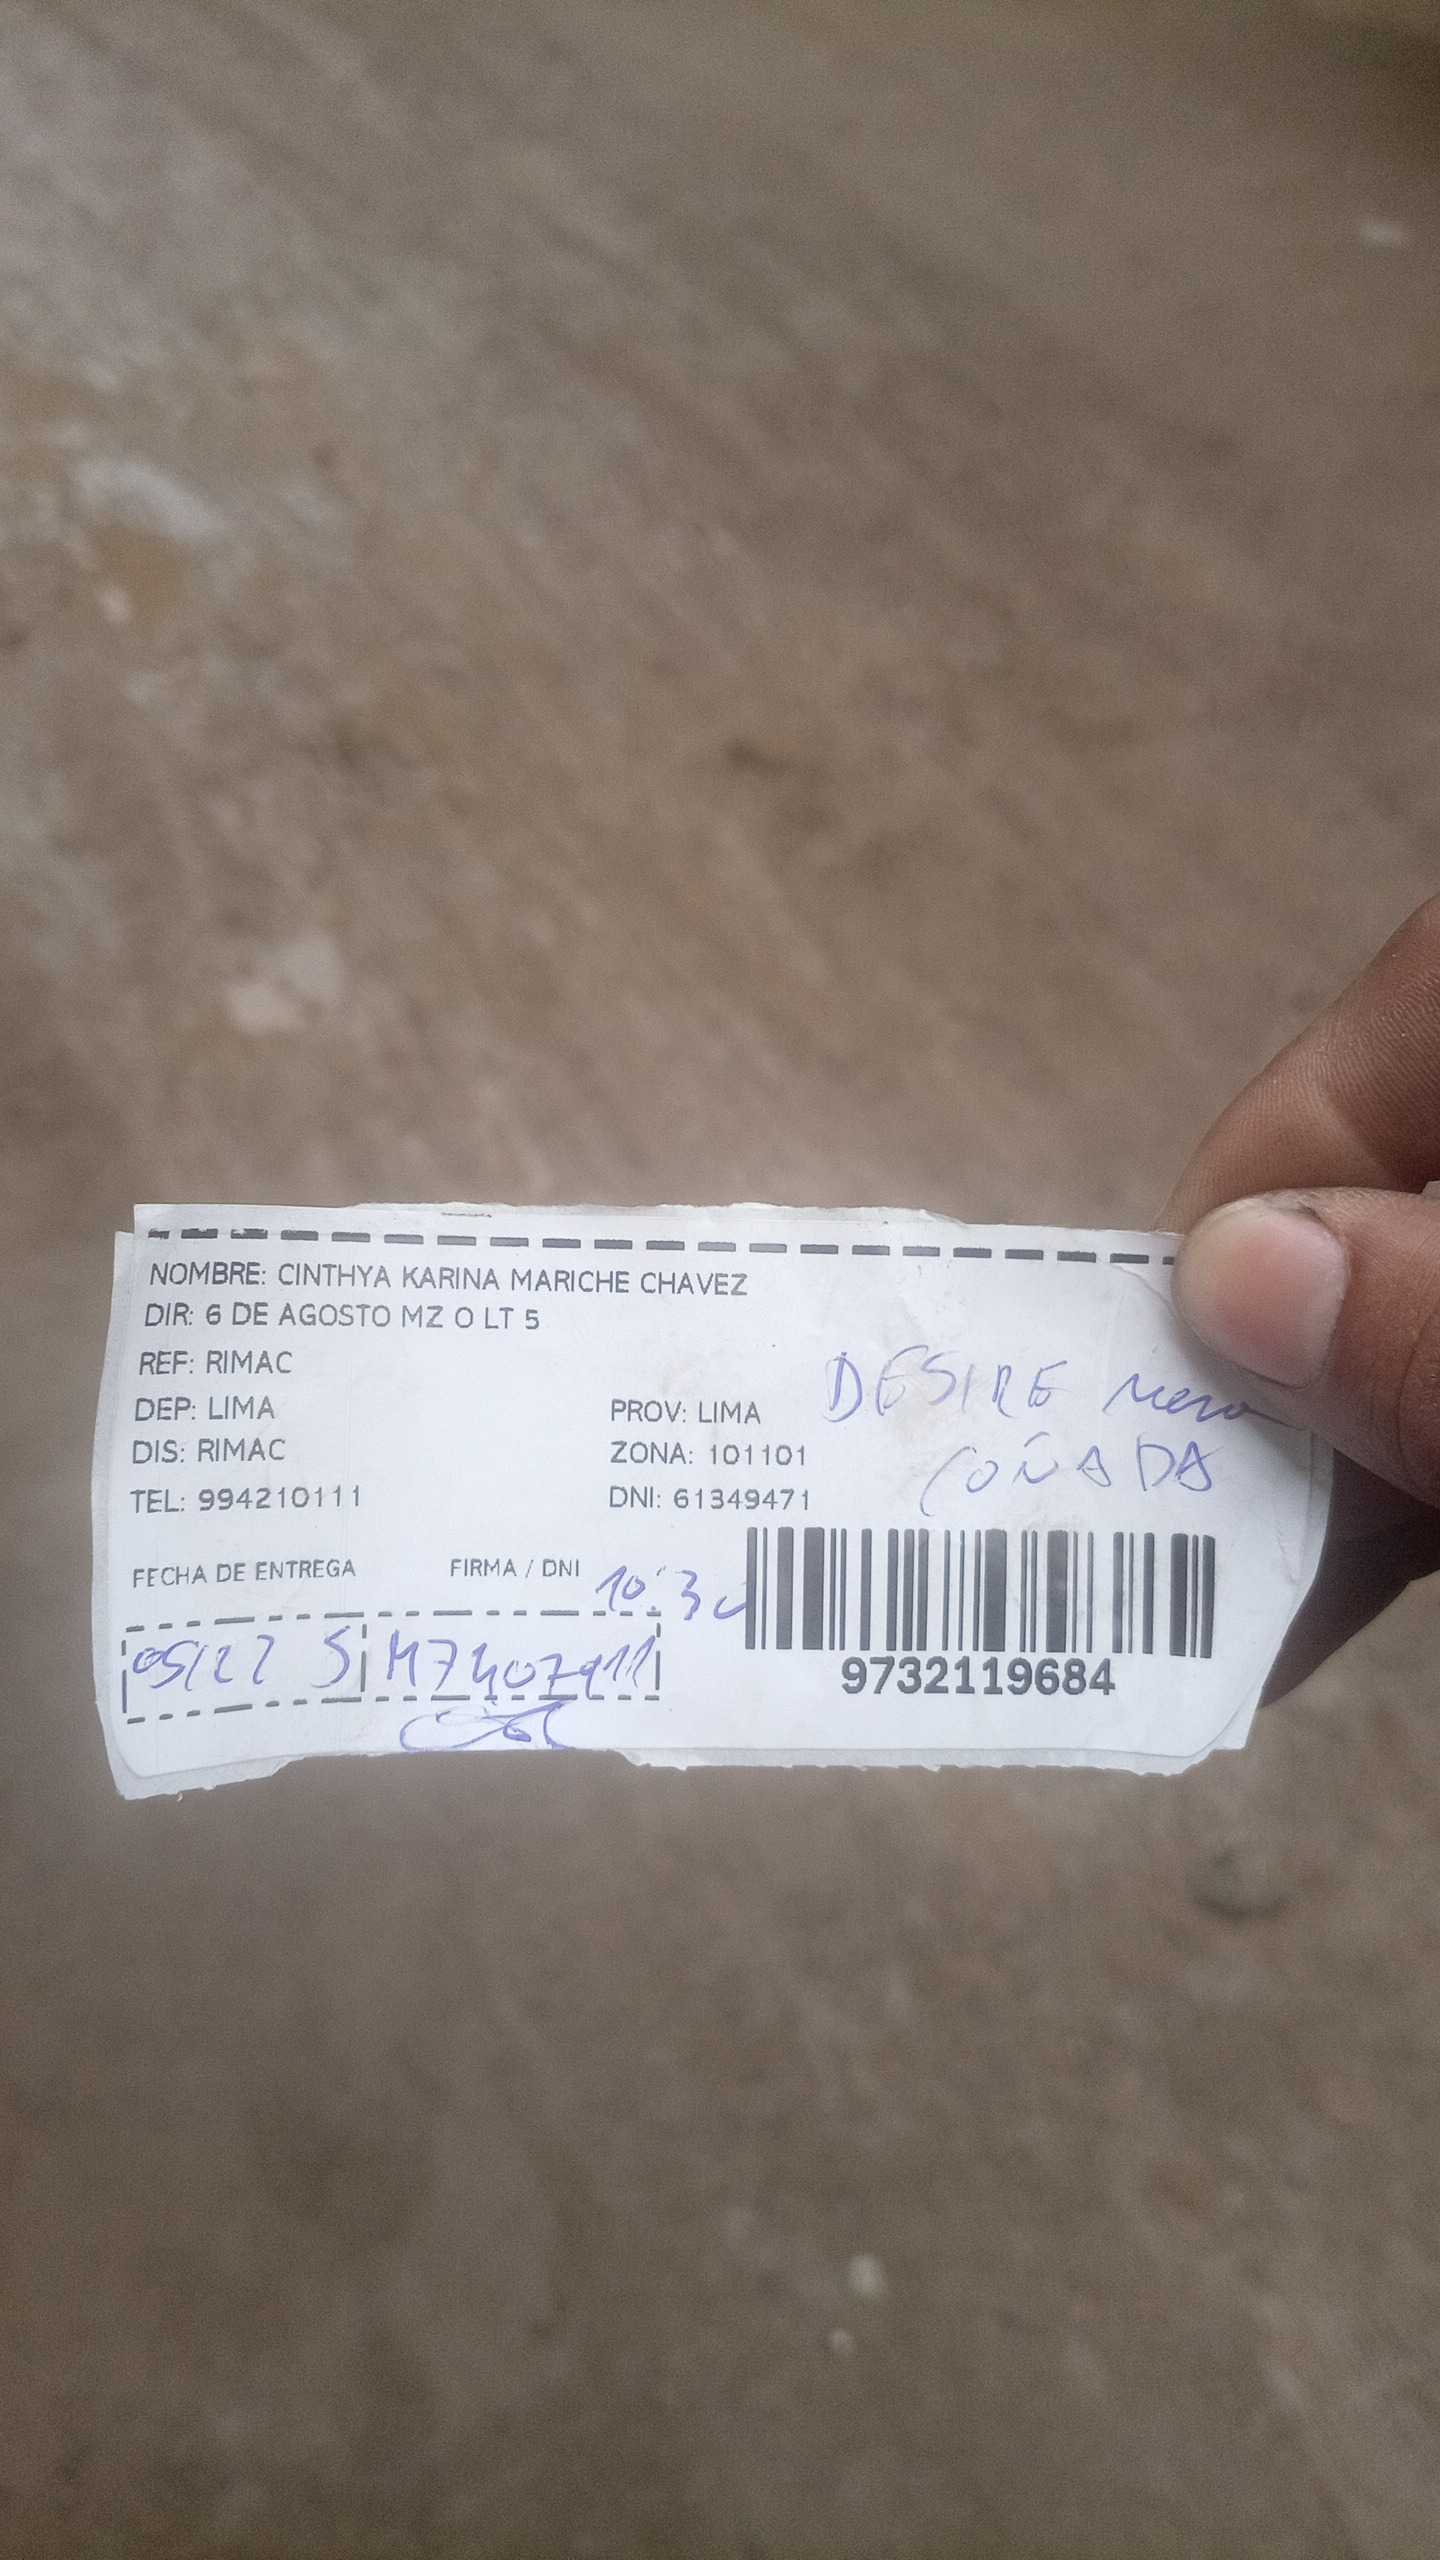 NOMBRE: CINTHYA KARINA MARICHE CHAVEZ
DIR: 6 DE AGOSTO MZ O LT 5
REF: RIMAC
DEP: LIMA
PROV: LIMA
DIS: RIMAC
ZONA: 101101
TEL: 994210111
DNI: 61349471
DESIRE
COÑADA
FECHA DE ENTREGA
FIRMA / DNI
9732119684